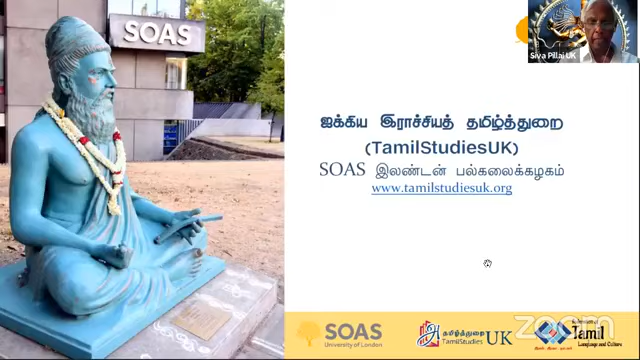 SOAS
Siva Pillai UK
ஐக்கிய இராச்சியத் தமிழ்த்துறை
(TamilStudiesUK)
SOAS இலண்டன் பல்கலைக்கழகம்
www.tamilstudiesuk.org
SOAS
University of London
தமிழ்த்துறை
TamilStudies UK
Tamil
Language and Culture
zoom